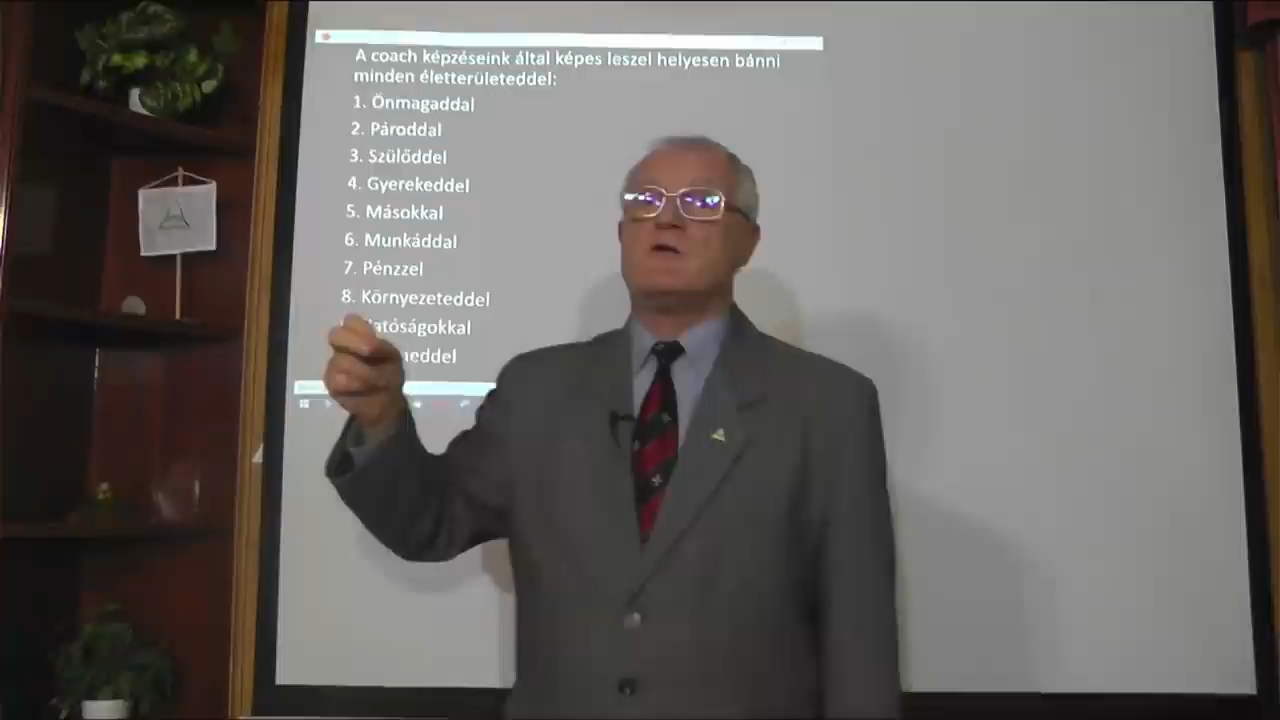 A coach képzéseink által képes leszel helyesen bánni
minden életterületeddel:
1. Önmagaddal
2. Pároddal
3. Szülőddel
4. Gyerekeddel
5. Másokkal
6. Munkáddal
7. Pénzzel
8. Környezeteddel